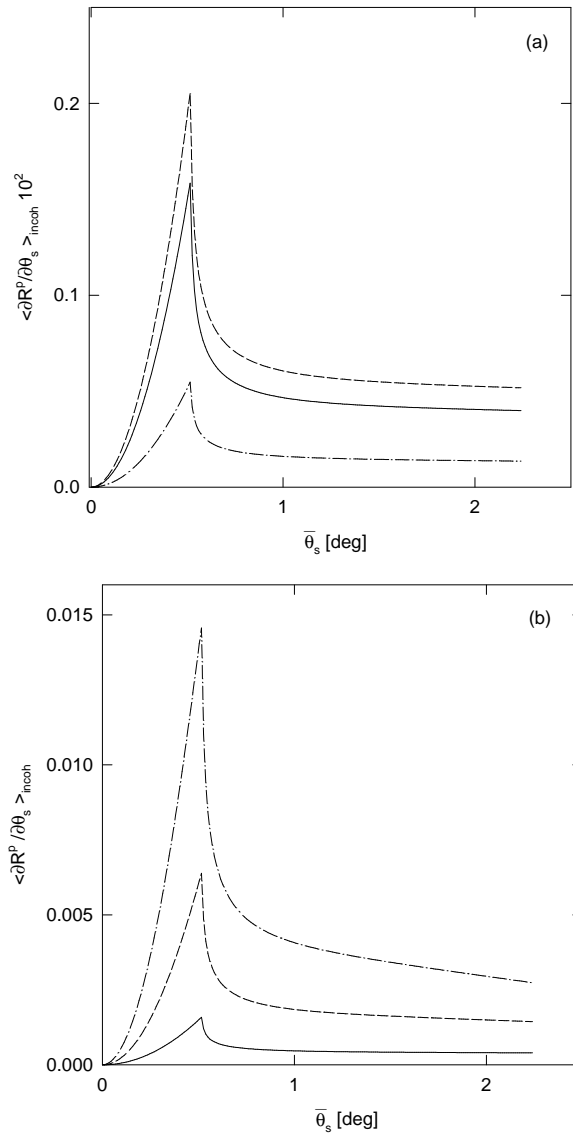 (a)
0.2
0.1
0.0
<∂R^p/∂θ_s >_incoh 10^2
0 1 2
θ̅_s [deg]
(b)
0.015
0.010
0.005
0.000
<∂R^p /∂θ_s >_incoh
0 1 2
θ̅_s [deg]